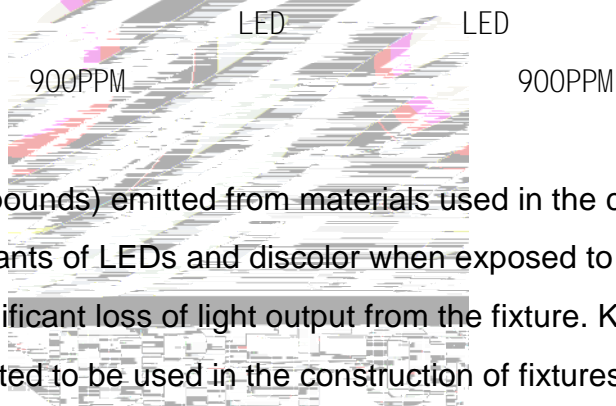 LED LED
900PPM 900PPM
ounds) emitted from materials used in the c
ants of LEDs and discolor when exposed to
ificant loss of light output from the fixture. K
ted to be used in the construction of fixtures